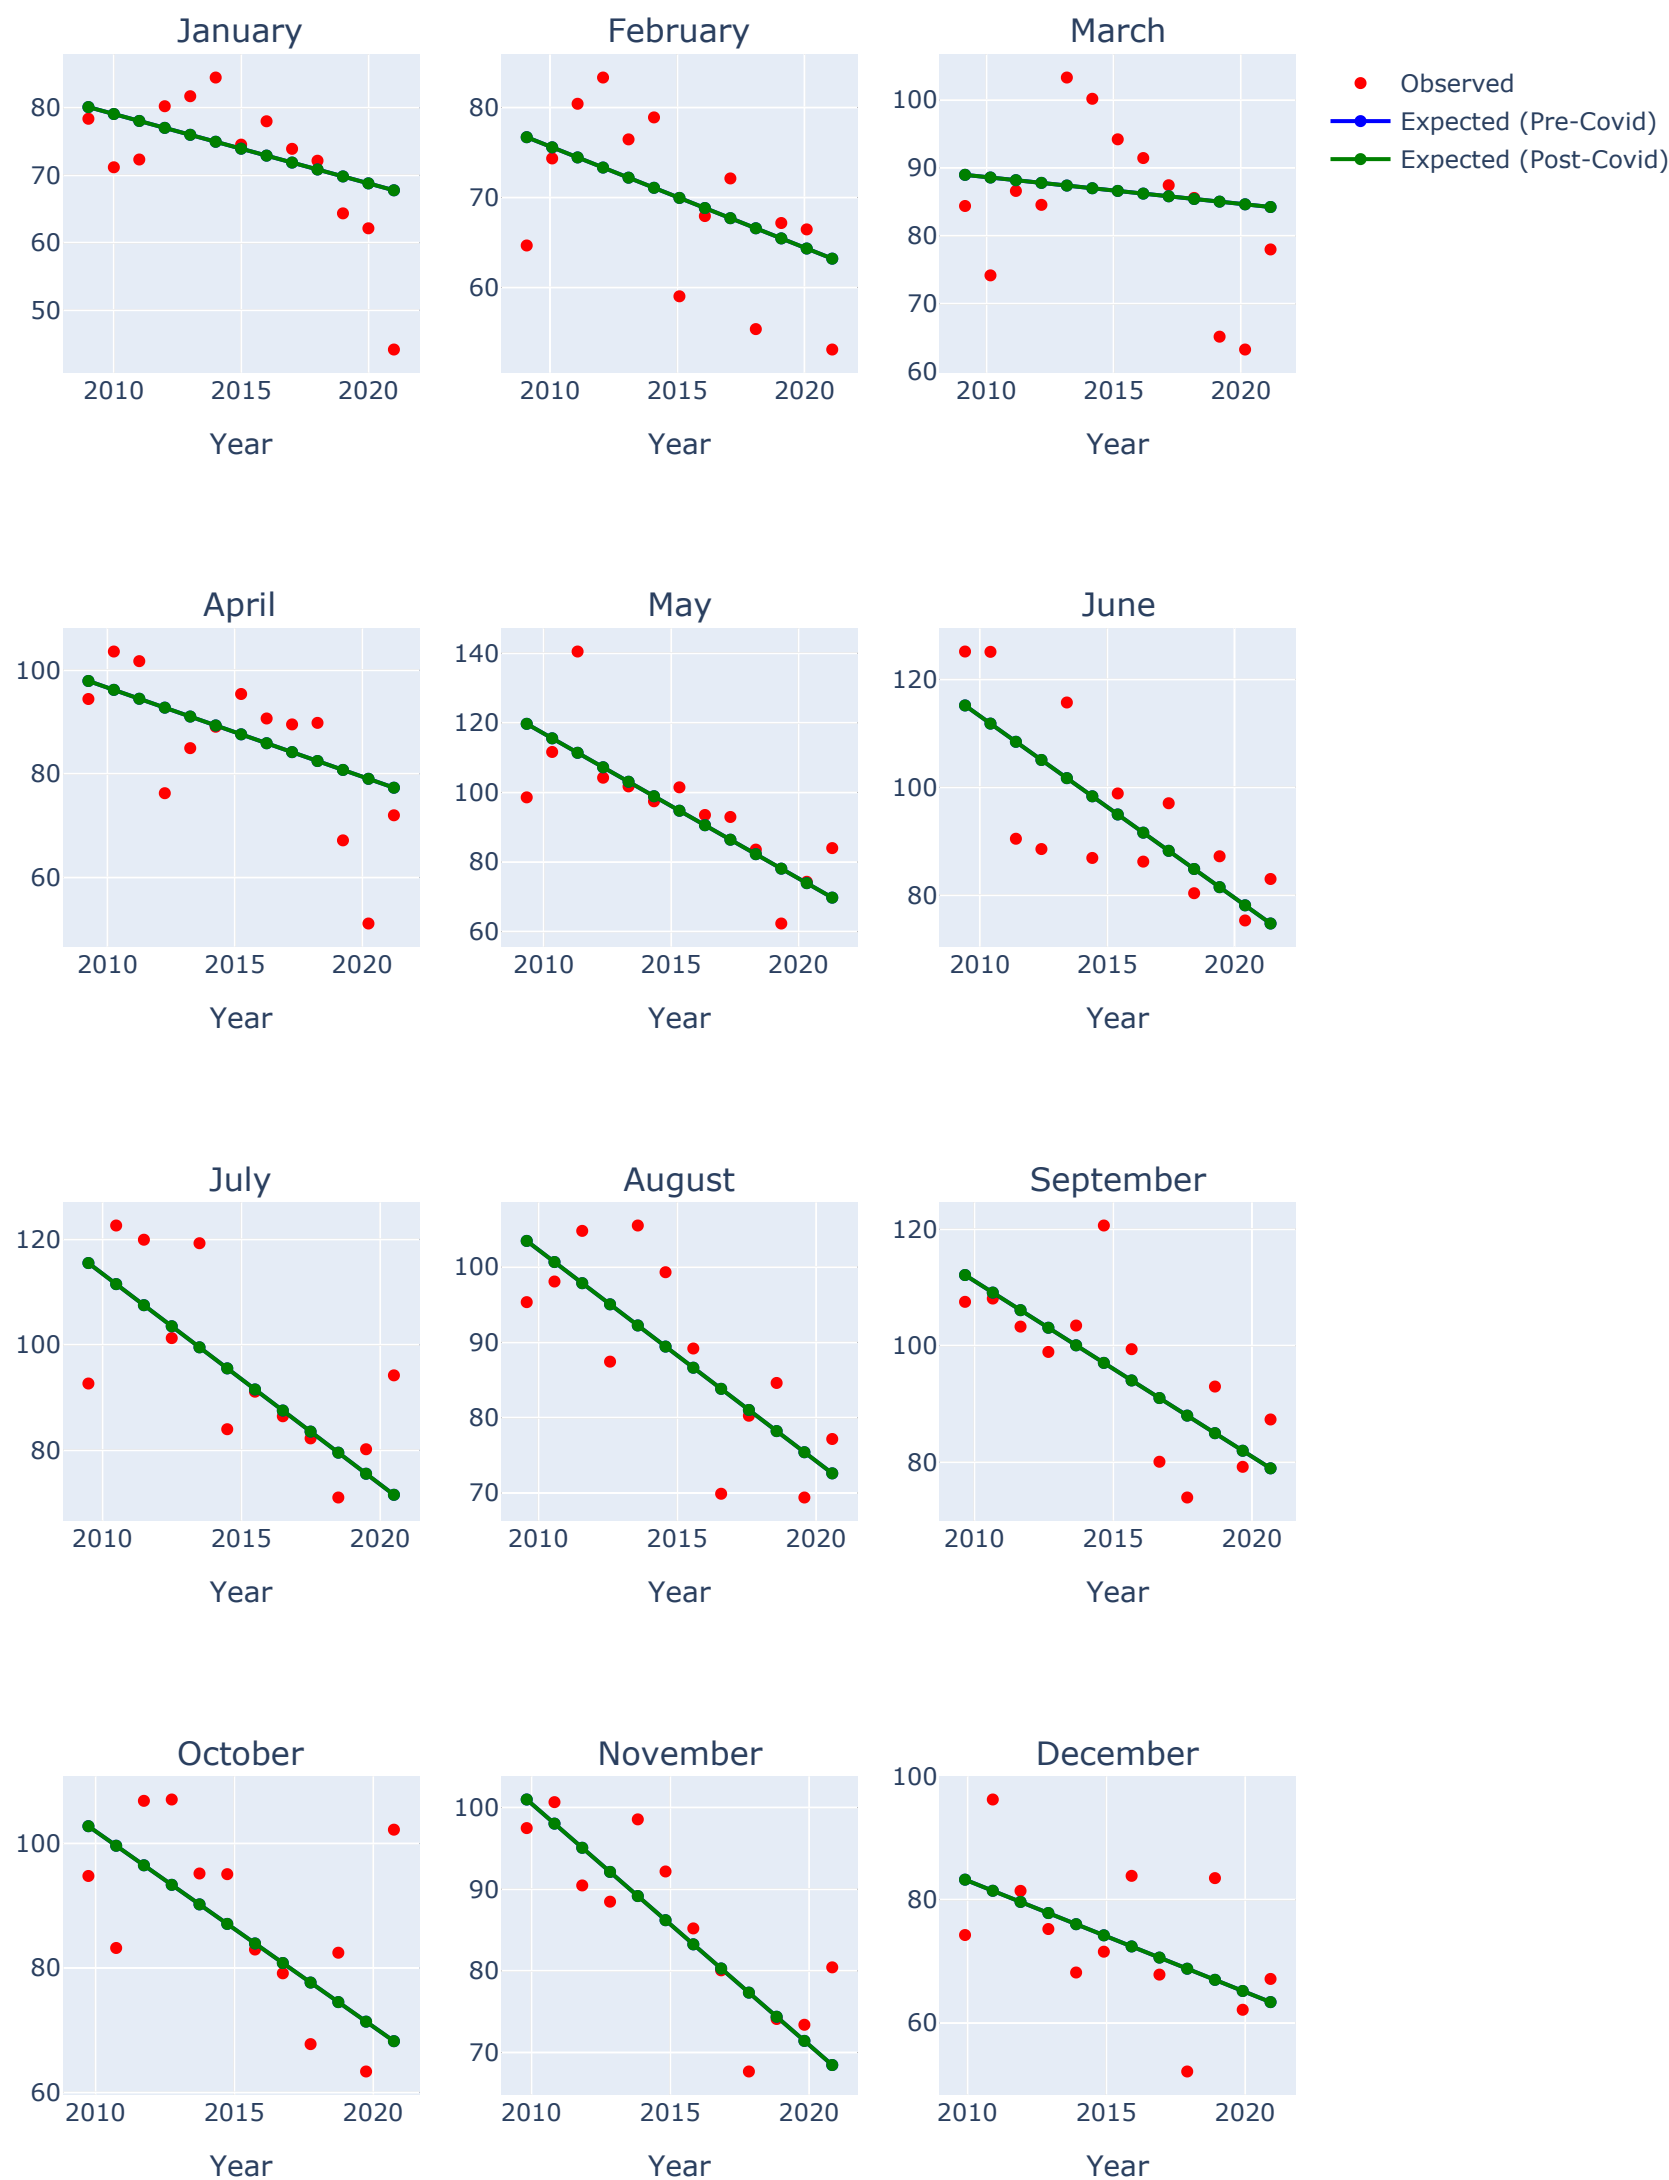 January
February
March
80
70
60
50
2010
2015
2020
Year
80
70
60
2010
2015
2020
Year
100
90
80
70
60
2010
2015
2020
Year
Observed
Expected (Pre-Covid)
Expected (Post-Covid)
April
May
June
100
80
60
2010
2015
2020
Year
140
120
100
80
60
2010
2015
2020
Year
120
100
80
2010
2015
2020
Year
July
August
September
120
100
80
2010
2015
2020
Year
100
90
80
70
2010
2015
2020
Year
120
100
80
2010
2015
2020
Year
October
November
December
100
80
60
2010
2015
2020
Year
100
90
80
70
2010
2015
2020
Year
100
80
60
2010
2015
2020
Year